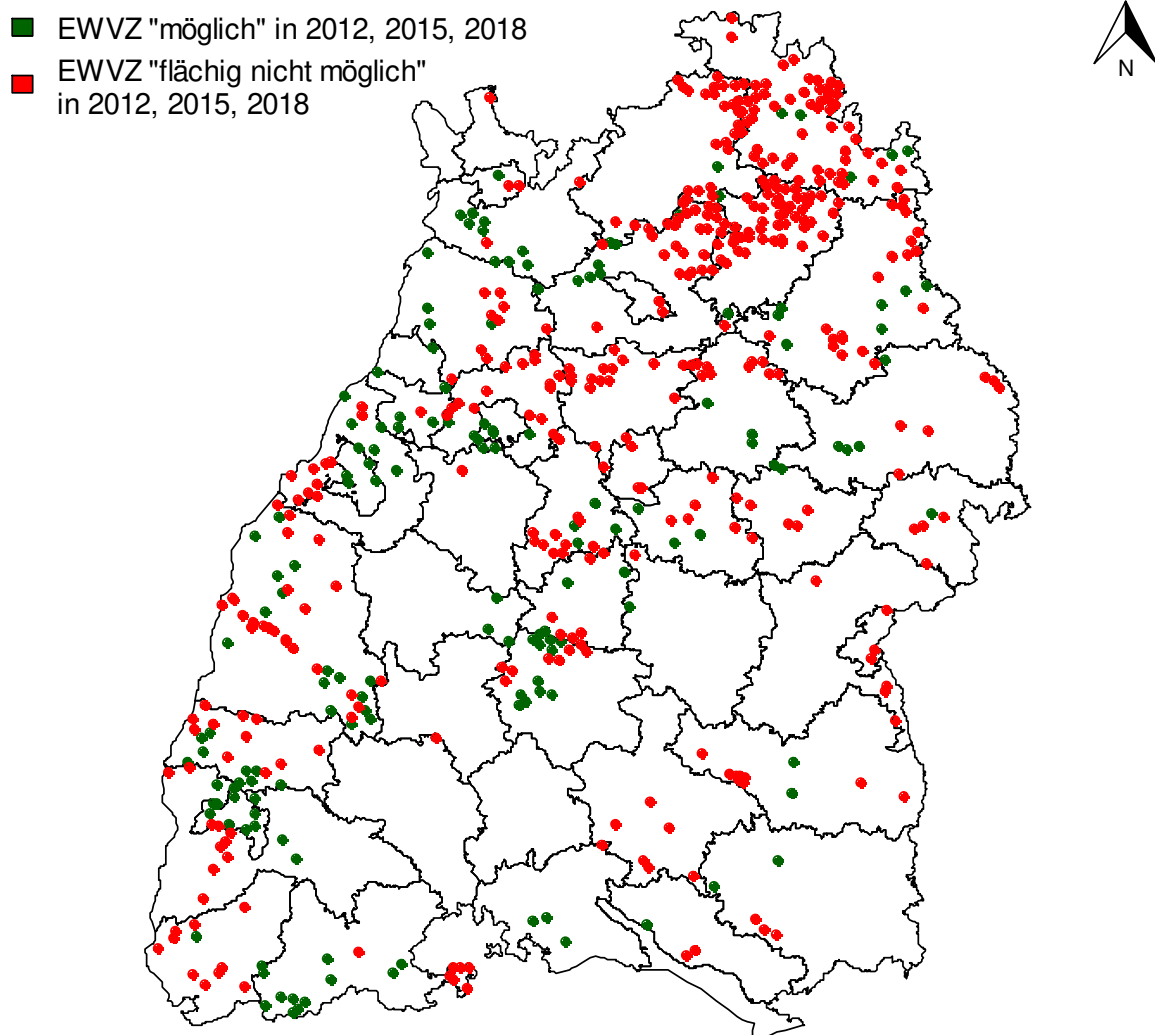 EWVZ "möglich" in 2012, 2015, 2018
EWVZ "flächig nicht möglich"
in 2012, 2015, 2018
N